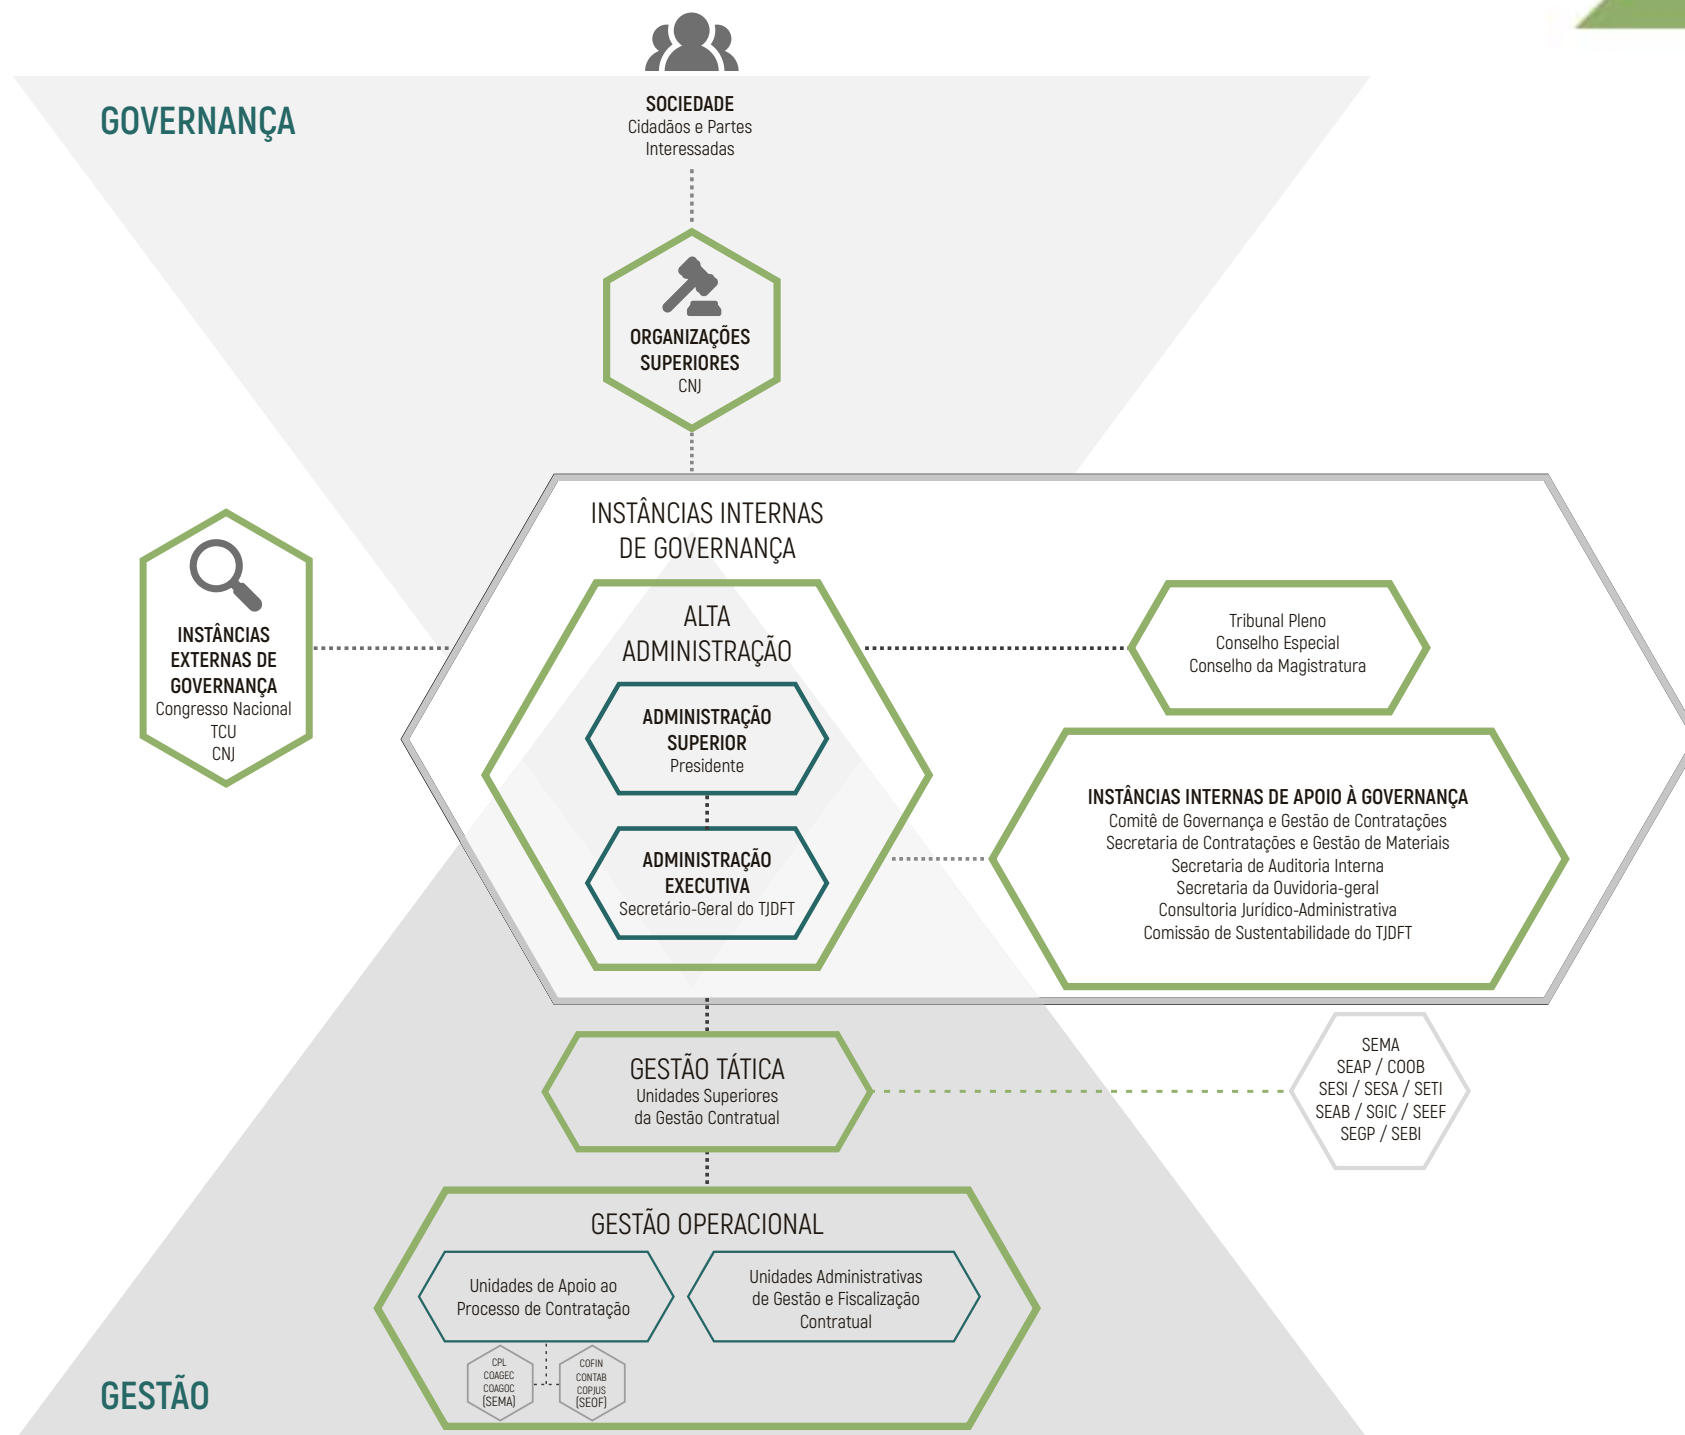 GOVERNANÇA
SOCIEDADE
Cidadãos e Partes
Interessadas
ORGANIZAÇÕES
SUPERIORES
CNJ
INSTÂNCIAS
EXTERNAS DE
GOVERNANÇA
Congresso Nacional
TCU
CNJ
INSTÂNCIAS INTERNAS
DE GOVERNANÇA
ALTA
ADMINISTRAÇÃO
ADMINISTRAÇÃO
SUPERIOR
Presidente
ADMINISTRAÇÃO
EXECUTIVA
Secretário-Geral do TJDFT
Tribunal Pleno
Conselho Especial
Conselho da Magistratura
INSTÂNCIAS INTERNAS DE APOIO À GOVERNANÇA
Comitê de Governança e Gestão de Contratações
Secretaria de Contratações e Gestão de Materiais
Secretaria de Auditoria Interna
Secretaria da Ouvidoria-geral
Consultoria Jurídico-Administrativa
Comissão de Sustentabilidade do TJDFT
GESTÃO TÁTICA
Unidades Superiores
da Gestão Contratual
SEMA
SEAP / COOB
SESI / SESA / SETI
SEAB / SGIC / SEEF
SEGP / SEBI
GESTÃO OPERACIONAL
Unidades de Apoio ao
Processo de Contratação
Unidades Administrativas
de Gestão e Fiscalização
Contratual
CPL
COAGEC
COAGOC
(SEMA)
COFIN
CONTAB
COPJUS
(SEOF)
GESTÃO